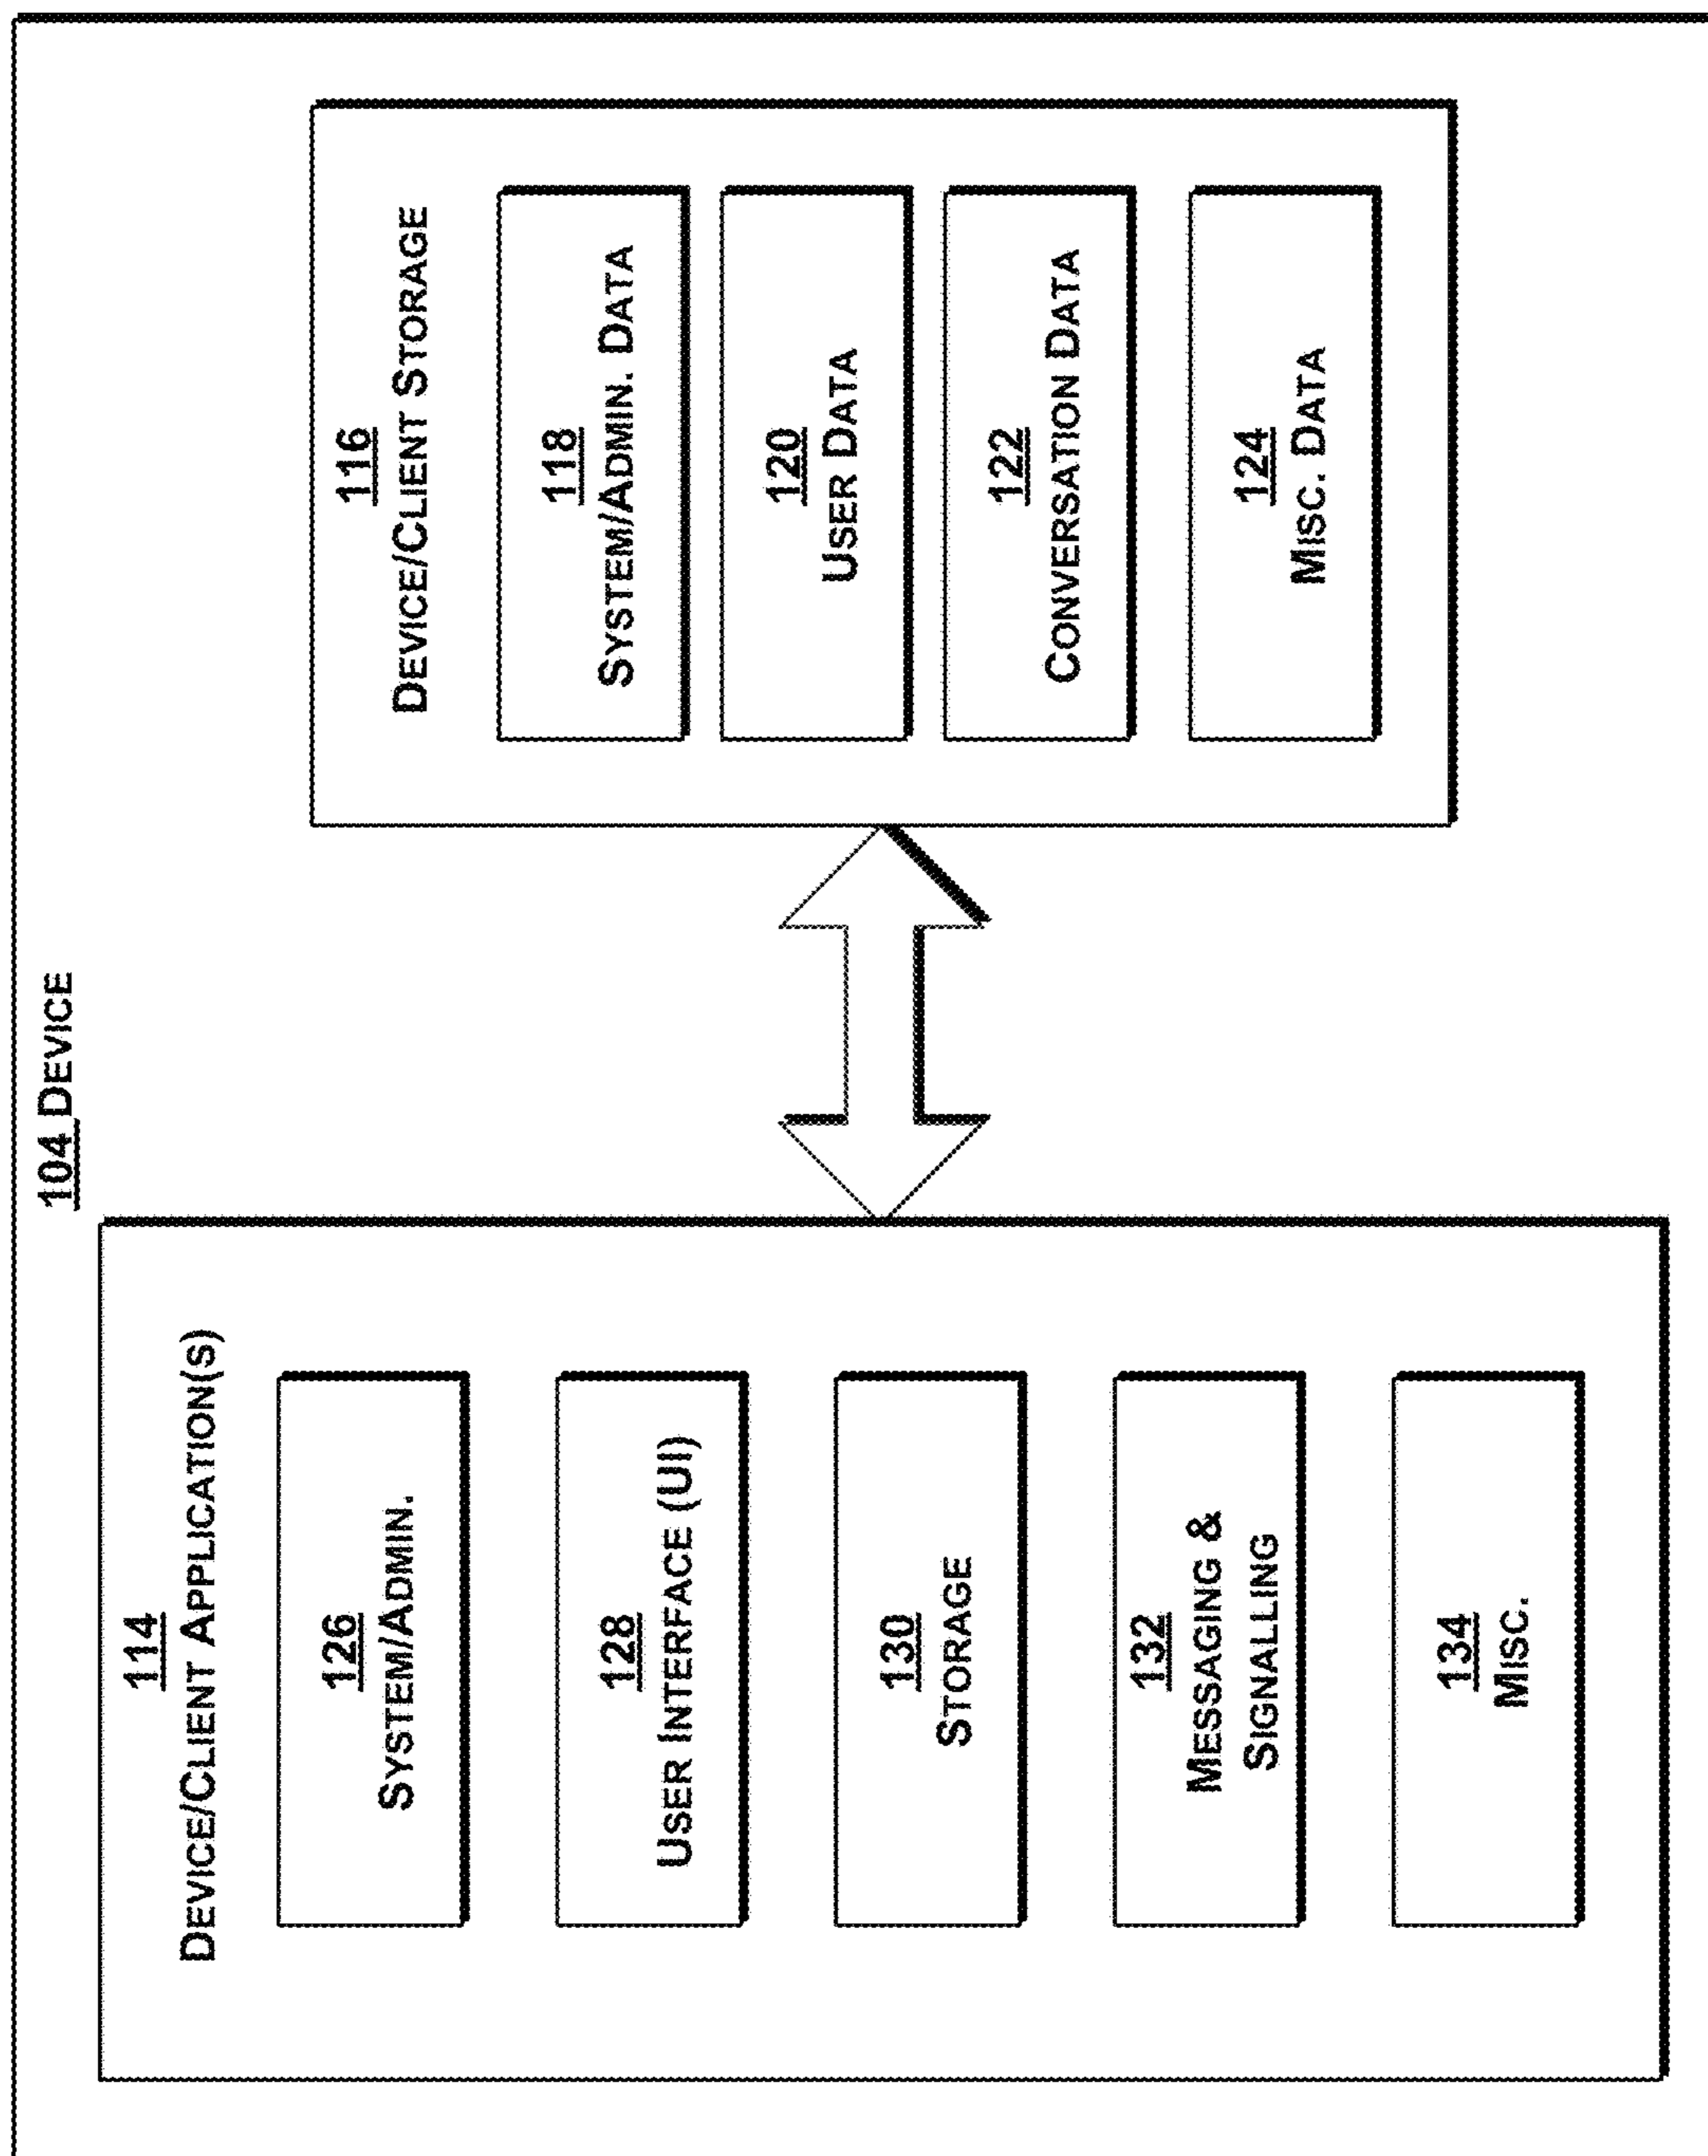 104 DEVICE
114
DEVICE/CLIENT APPLICATION(S)
126
SYSTEM/ADMIN.
128
USER INTERFACE (UI)
130
STORAGE
132
MESSAGING &
SIGNALLING
134
MISC.
116
DEVICE/CLIENT STORAGE
118
SYSTEM/ADMIN. DATA
120
USER DATA
122
CONVERSATION DATA
124
MISC. DATA